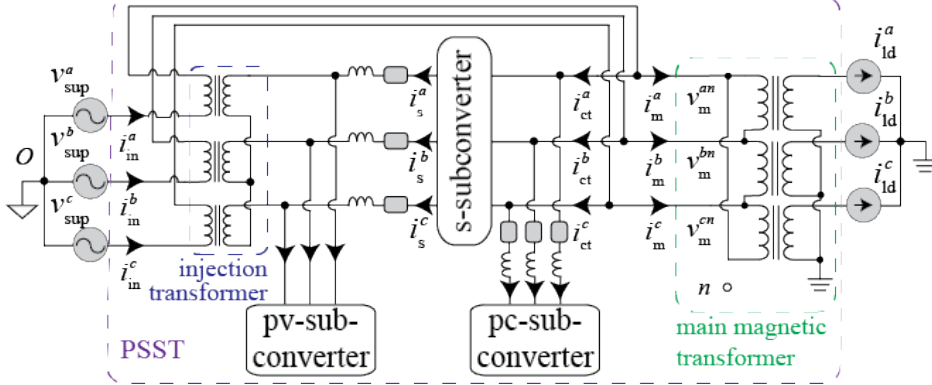 v_sup^a
v_sup^b
v_sup^c
O
i_in^a
i_in^b
i_in^c
injection
transformer
PSST
pv-sub-
converter
i_s^a
i_s^b
i_s^c
s-subconverter
i_ct^a
i_ct^b
i_ct^c
pc-sub-
converter
i_m^a
i_m^b
i_m^c
v_m^an
v_m^bn
v_m^cn
n
main magnetic
transformer
i_ld^a
i_ld^b
i_ld^c